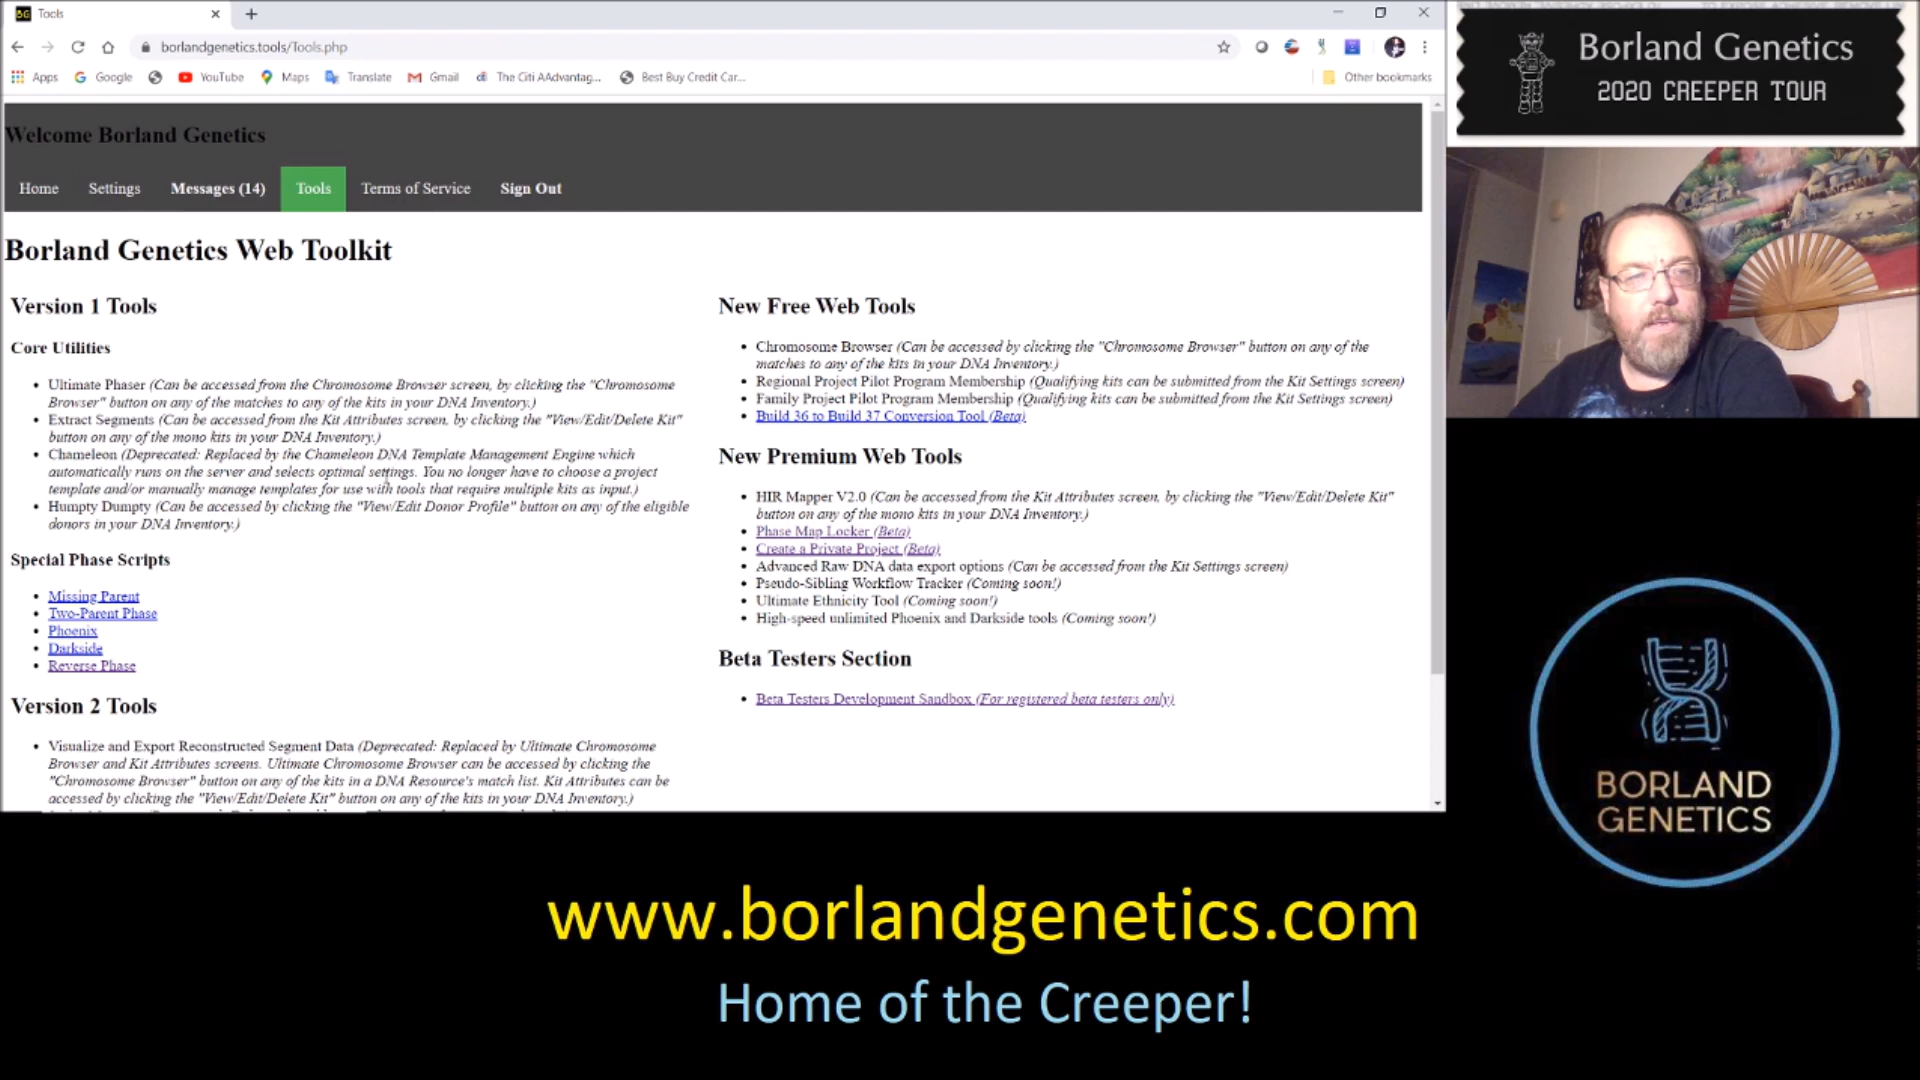 Tools
borlandgenetics.tools/Tools.php
Apps Google YouTube Maps Translate Gmail The Citi AAdvantag... Best Buy Credit Car... Other bookmarks
Welcome Borland Genetics
Home Settings Messages (14) Tools Terms of Service Sign Out
Borland Genetics Web Toolkit
Version 1 Tools
Core Utilities
Ultimate Phaser (Can be accessed from the Chromosome Browser screen, by clicking the "Chromosome
Browser" button on any of the matches to any of the kits in your DNA Inventory.)
Extract Segments (Can be accessed from the Kit Attributes screen, by clicking the "View/Edit/Delete Kit"
button on any of the mono kits in your DNA Inventory.)
Chameleon (Deprecated: Replaced by the Chameleon DNA Template Management Engine which
automatically runs on the server and selects optimal settings. You no longer have to choose a project
template and/or manually manage templates for use with tools that require multiple kits as input.)
Humpty Dumpty (Can be accessed by clicking the "View/Edit Donor Profile" button on any of the eligible
donors in your DNA Inventory.)
Special Phase Scripts
Missing Parent
Two-Parent Phase
Phoenix
Darkside
Reverse Phase
Version 2 Tools
Visualize and Export Reconstructed Segment Data (Deprecated: Replaced by Ultimate Chromosome
Browser and Kit Attributes screens. Ultimate Chromosome Browser can be accessed by clicking the
"Chromosome Browser" button on any of the kits in a DNA Resource's match list. Kit Attributes can be
accessed by clicking the "View/Edit/Delete Kit" button on any of the kits in your DNA Inventory.)
New Free Web Tools
Chromosome Browser (Can be accessed by clicking the "Chromosome Browser" button on any of the
matches to any of the kits in your DNA Inventory.)
Regional Project Pilot Program Membership (Qualifying kits can be submitted from the Kit Settings screen)
Family Project Pilot Program Membership (Qualifying kits can be submitted from the Kit Settings screen)
Build 36 to Build 37 Conversion Tool (Beta)
New Premium Web Tools
HIR Mapper V2.0 (Can be accessed from the Kit Attributes screen, by clicking the "View/Edit/Delete Kit"
button on any of the mono kits in your DNA Inventory.)
Phase Map Locker (Beta)
Create a Private Project (Beta)
Advanced Raw DNA data export options (Can be accessed from the Kit Settings screen)
Pseudo-Sibling Workflow Tracker (Coming soon!)
Ultimate Ethnicity Tool (Coming soon!)
High-speed unlimited Phoenix and Darkside tools (Coming soon!)
Beta Testers Section
Beta Testers Development Sandbox (For registered beta testers only)
Borland Genetics
2020 CREEPER TOUR
BORLAND
GENETICS
www.borlandgenetics.com
Home of the Creeper!